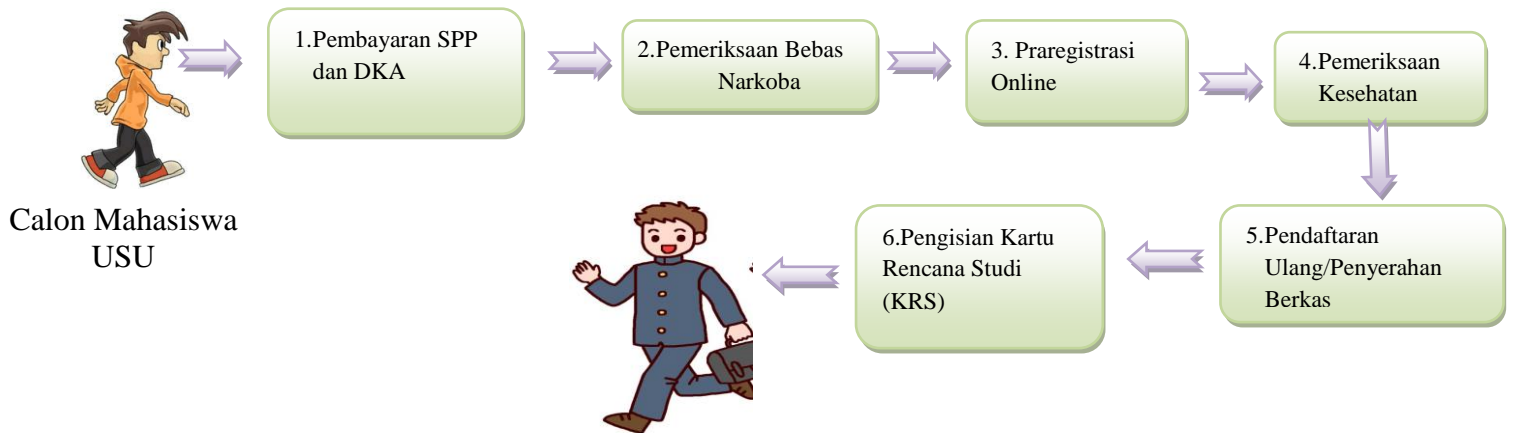 1.Pembayaran SPP
dan DKA
2.Pemeriksaan Bebas
Narkoba
3. Praregistrasi
Online
4.Pemeriksaan
Kesehatan
Calon Mahasiswa
USU
5.Pendaftaran
Ulang/Penyerahan
Berkas
6.Pengisian Kartu
Rencana Studi
(KRS)